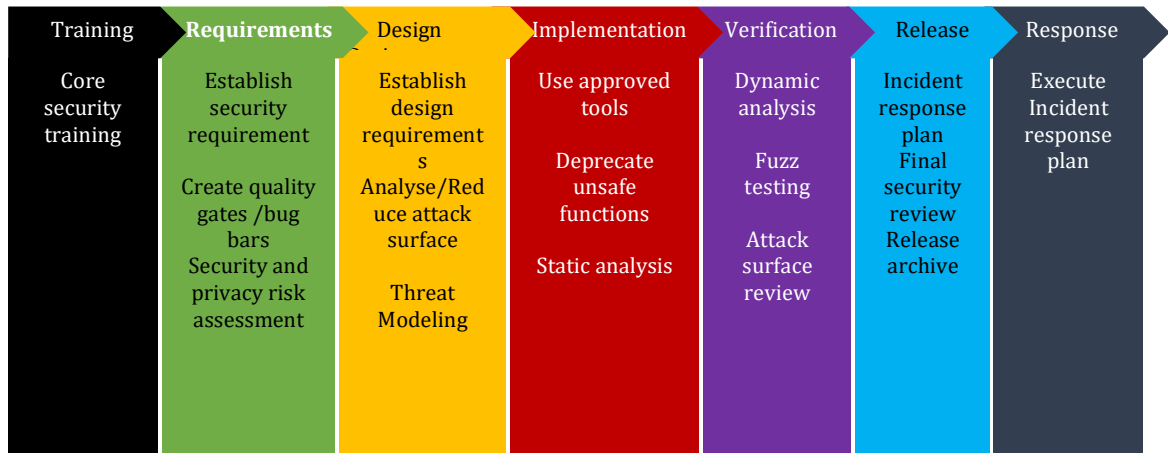 Training
Requirements
Design
Implementation
Verification
Release
Response
Core
security
training
Establish
security
requirement
Create quality
gates /bug
bars
Security and
privacy risk
assessment
Establish
design
requirement
s
Analyse/Red
uce attack
surface
Threat
Modeling
Use approved
tools
Deprecate
unsafe
functions
Static analysis
Dynamic
analysis
Fuzz
testing
Attack
surface
review
Incident
response
plan
Final
security
review
Release
archive
Execute
Incident
response
plan